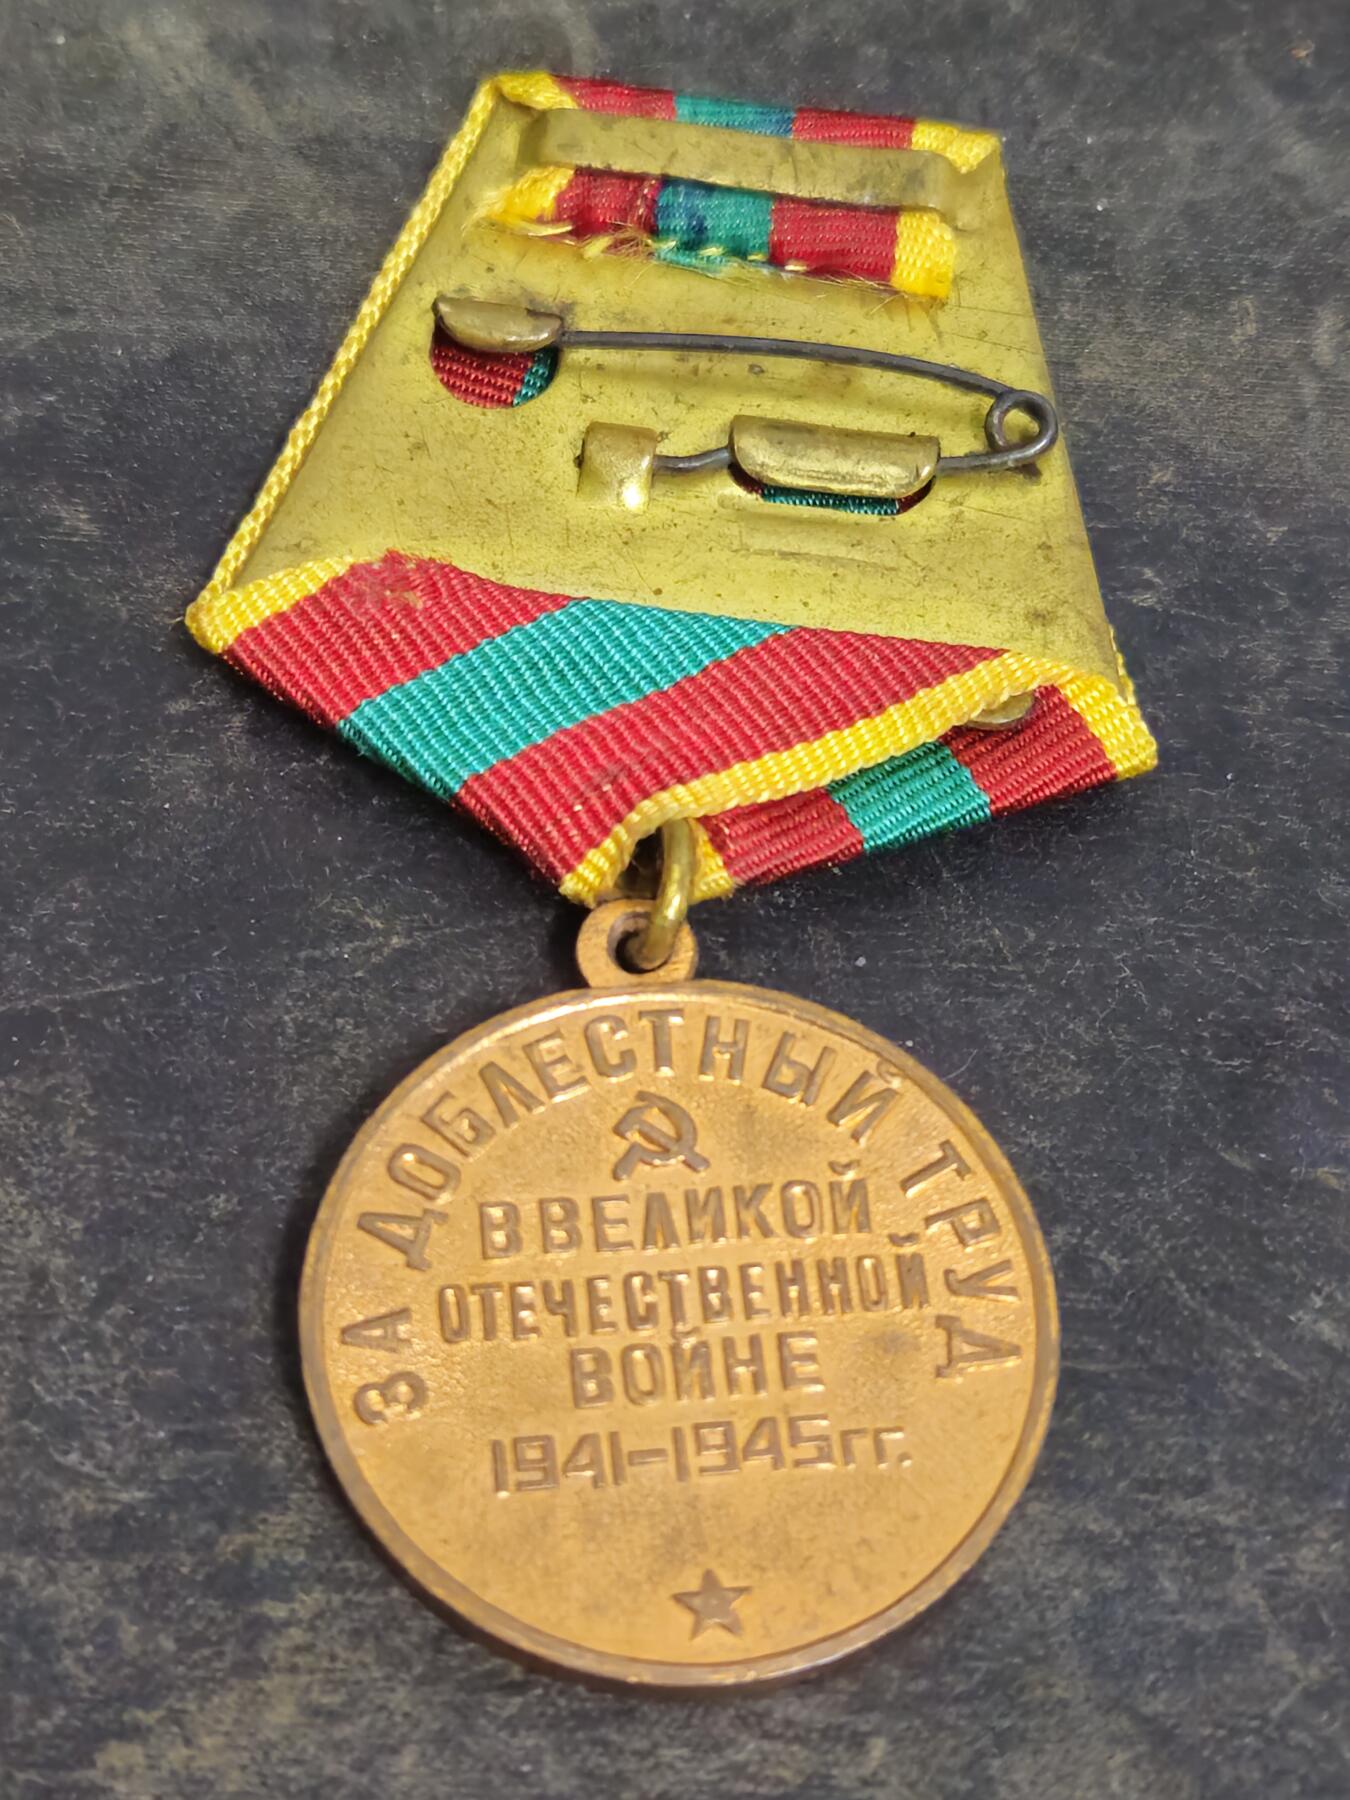 ЗА ДОБЛЕСТНЫЙ ТРУД
В ВЕЛИКОЙ
ОТЕЧЕСТВЕННОЙ
ВОЙНЕ
1941-1945гг.